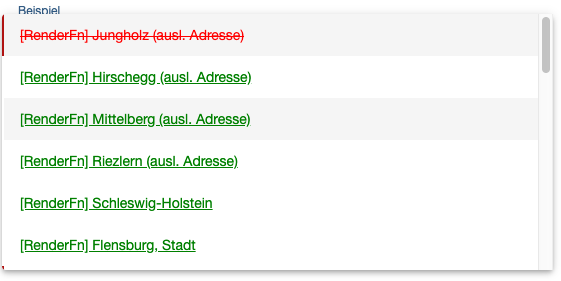 Beispiel
[RenderFn] Jungholz (ausl. Adresse)
[RenderFn] Hirschegg (ausl. Adresse)
[RenderFn] Mittelberg (ausl. Adresse)
[RenderFn] Riezlern (ausl. Adresse)
[RenderFn] Schleswig-Holstein
[RenderFn] Flensburg, Stadt